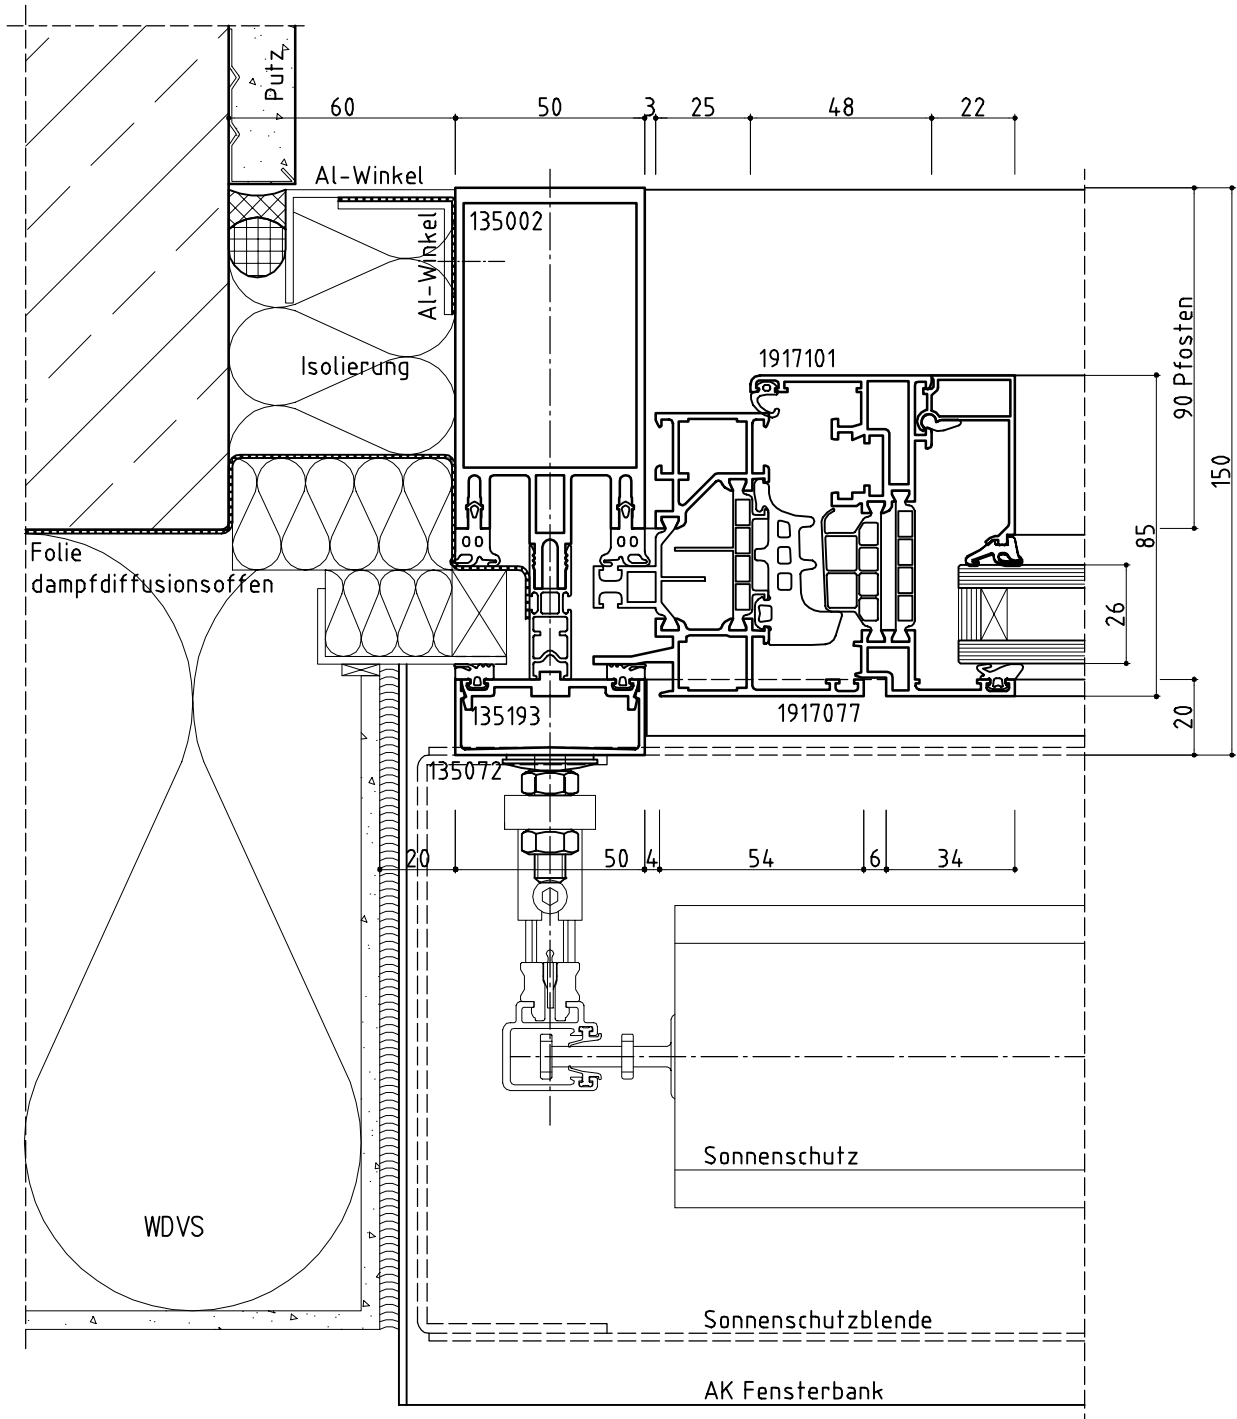 Putz
60
50
3
25
48
22
Al-Winkel
135002
Al-Winkel
Isolierung
1917101
90 Pfosten
150
85
Folie
dampfdiffusionsoffen
26
135193
1917077
20
135072
20
50
4
54
6
34
Sonnenschutz
WDVS
Sonnenschutzblende
AK Fensterbank